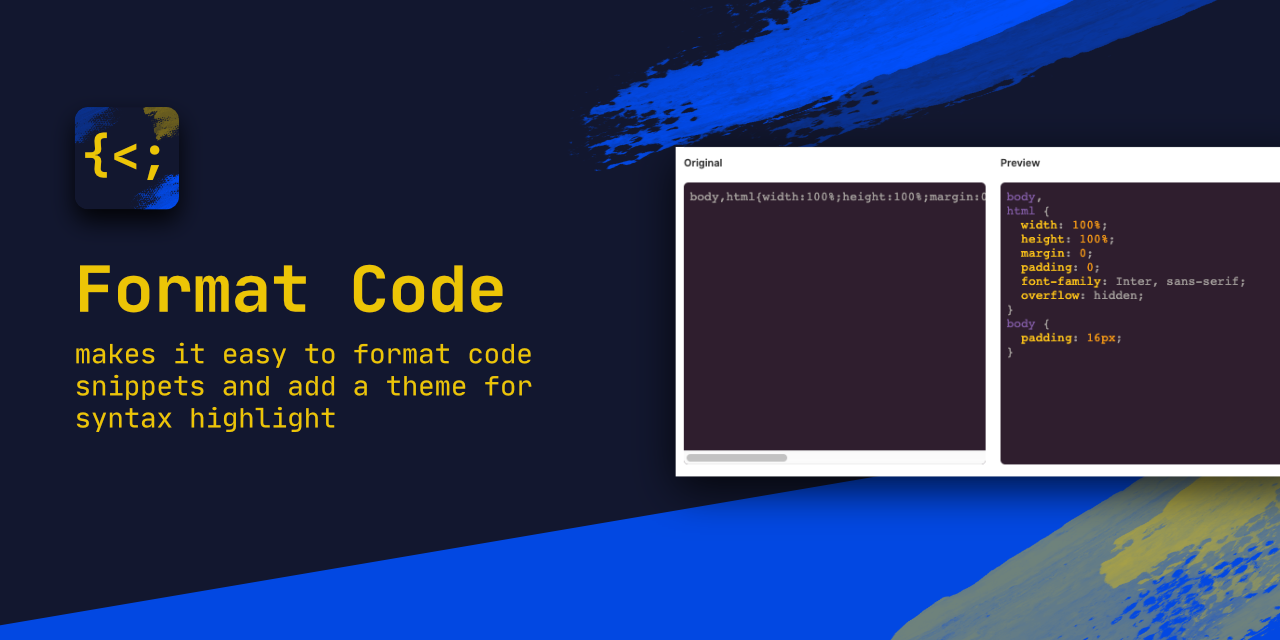 {<;
Format Code
makes it easy to format code
snippets and add a theme for
syntax highlight
Original
body,html{width:100%;height:100%;margin:0
Preview
body,
html {
  width: 100%;
  height: 100%;
  margin: 0;
  padding: 0;
  font-family: Inter, sans-serif;
  overflow: hidden;
}
body {
  padding: 16px;
}